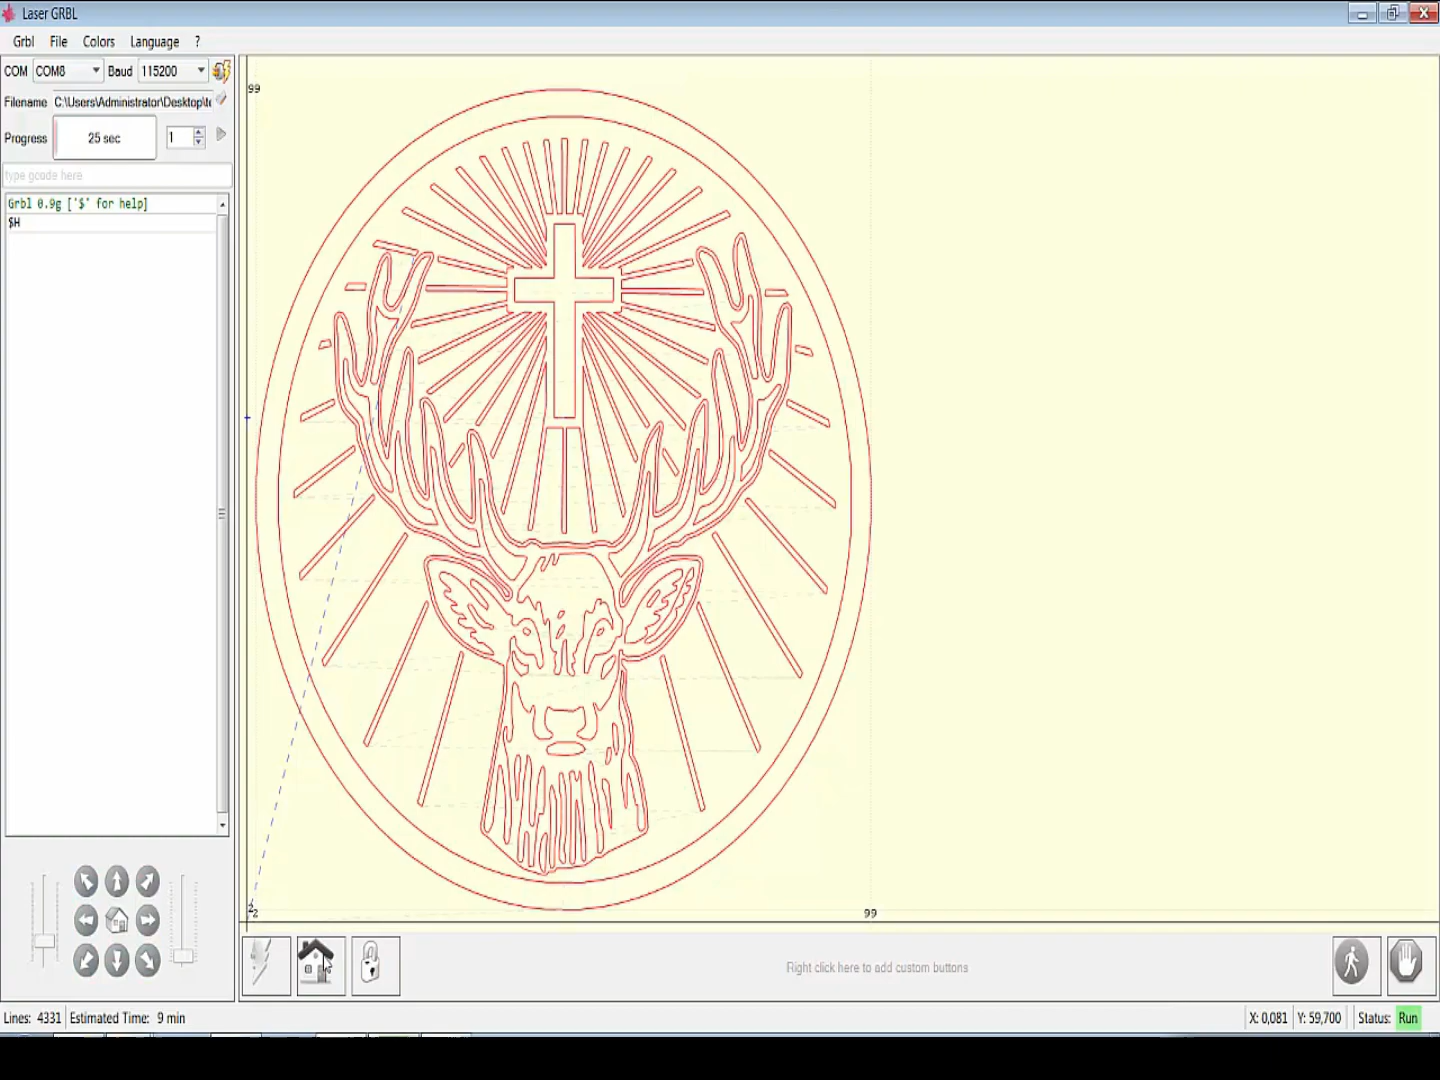 Laser GRBL
Grbl File Colors Language ?
COM COM8 Baud 115200
Filename C:\Users\Administrator\Desktop\t
Progress 25 sec 1
type gcode here
Grbl 0.9g ['$' for help]
$H
99
2
99
Right click here to add custom buttons
Lines: 4331 Estimated Time: 9 min X: 0,081 Y: 59,700 Status: Run